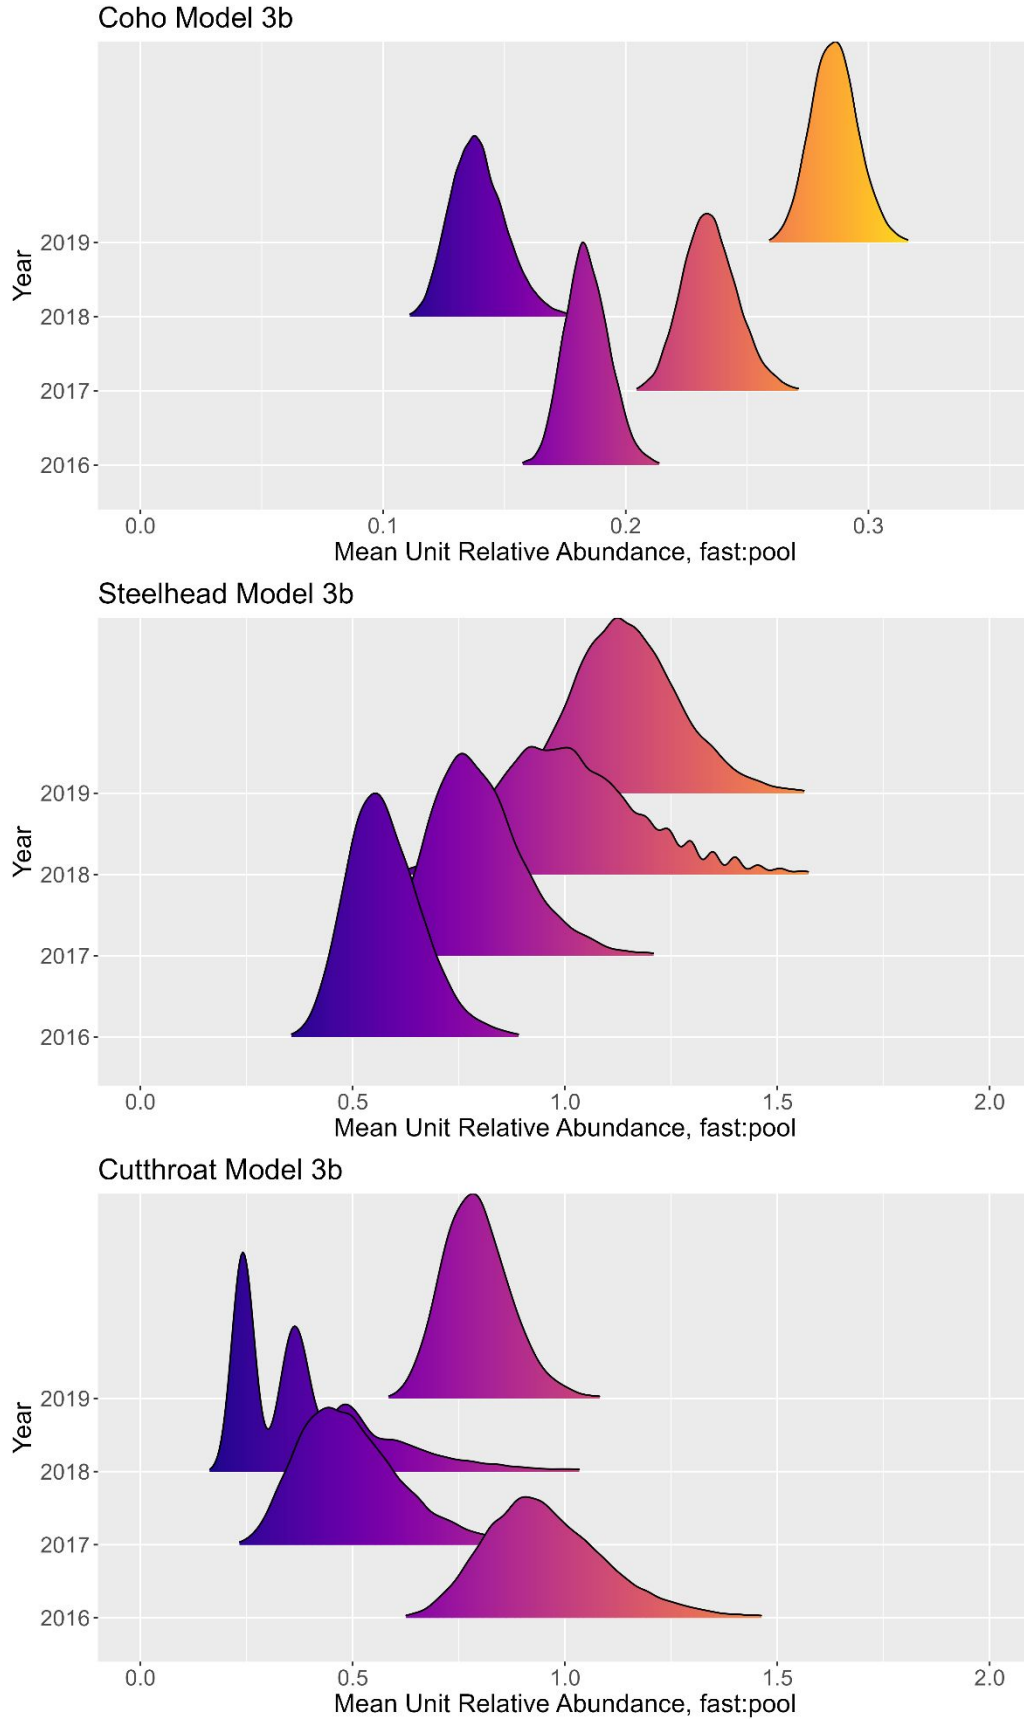 Coho Model 3b
Year
2019
2018
2017
2016
0.0 0.1 0.2 0.3
Mean Unit Relative Abundance, fast:pool
Steelhead Model 3b
Year
2019
2018
2017
2016
0.0 0.5 1.0 1.5 2.0
Mean Unit Relative Abundance, fast:pool
Cutthroat Model 3b
Year
2019
2018
2017
2016
0.0 0.5 1.0 1.5 2.0
Mean Unit Relative Abundance, fast:pool